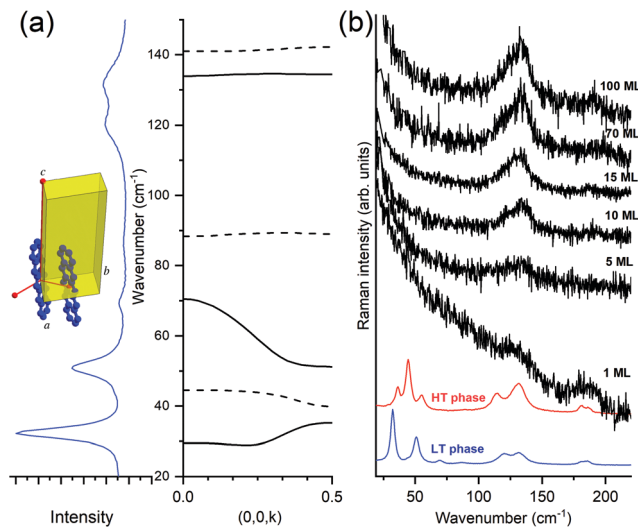 (a)
(b)
140
120
100
80
60
40
20
Wavenumber (cm⁻¹)
c
b
a
Intensity
0.0
0.5
(0,0,k)
Raman intensity (arb. units)
100 ML
70 ML
15 ML
10 ML
5 ML
1 ML
HT phase
LT phase
50
100
150
200
Wavenumber (cm⁻¹)